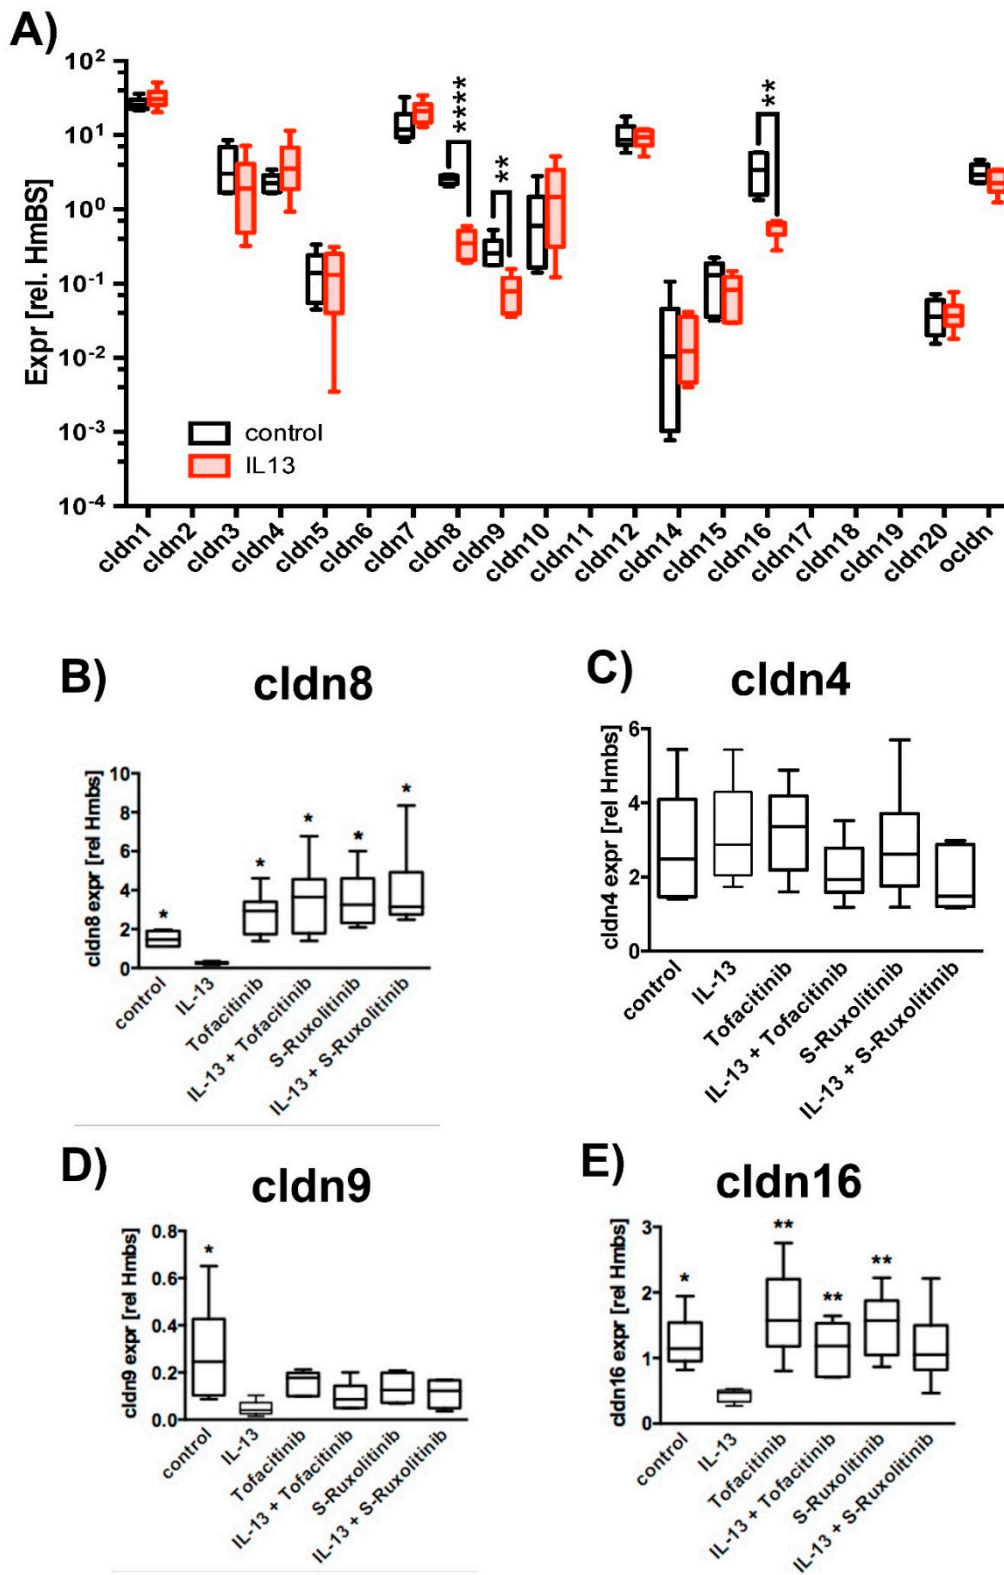 A)
Expr [rel. HmBS]
10^2
10^1
10^0
10^-1
10^-2
10^-3
10^-4
****
**
**
control
IL13
cldn1 cldn2 cldn3 cldn4 cldn5 cldn6 cldn7 cldn8 cldn9 cldn10 cldn11 cldn12 cldn14 cldn15 cldn16 cldn17 cldn18 cldn19 cldn20 ocldn
B)
cldn8
cldn8 expr [rel Hmbs]
10
8
6
4
2
0
* * * * *
control IL-13 Tofacitinib IL-13 + Tofacitinib S-Ruxolitinib IL-13 + S-Ruxolitinib
C)
cldn4
cldn4 expr [rel Hmbs]
6
4
2
0
control IL-13 Tofacitinib IL-13 + Tofacitinib S-Ruxolitinib IL-13 + S-Ruxolitinib
D)
cldn9
cldn9 expr [rel Hmbs]
0.8
0.6
0.4
0.2
0.0
*
control IL-13 Tofacitinib IL-13 + Tofacitinib S-Ruxolitinib IL-13 + S-Ruxolitinib
E)
cldn16
cldn16 expr [rel Hmbs]
3
2
1
0
* ** ** **
control IL-13 Tofacitinib IL-13 + Tofacitinib S-Ruxolitinib IL-13 + S-Ruxolitinib